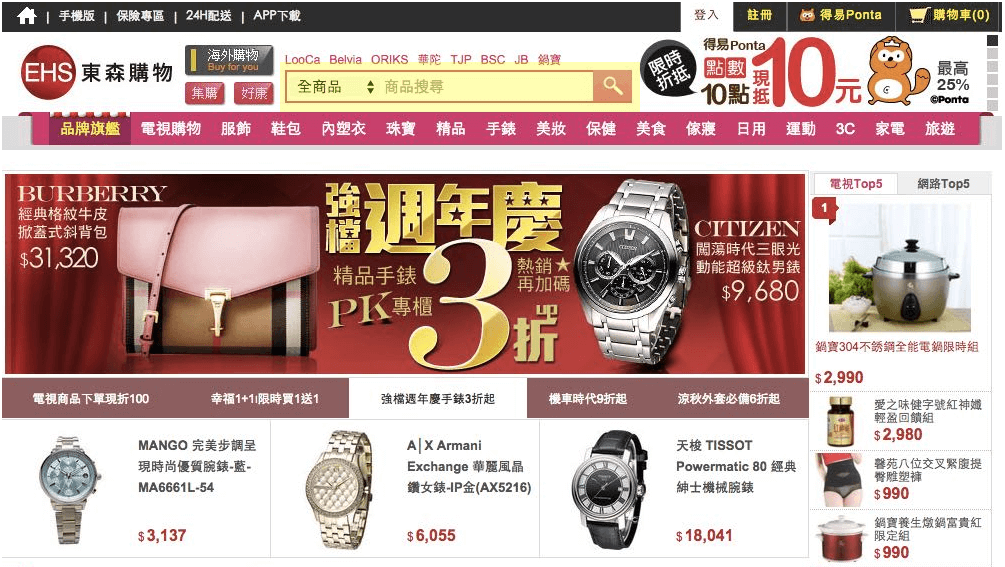 手機版 | 保險專區 | 24H配送 | APP下載
登入
註冊
得易Ponta
購物車(0)
EHS 東森購物
海外購物
Buy for you
集購
好康
LooCa Belvia ORIKS 華陀 TJP BSC JB 鍋寶
全商品
商品搜尋
限時
折抵
得易Ponta
點數
10點
現抵
10元
最高
25%
©Ponta
品牌旗艦 電視購物 服飾 鞋包 內塑衣 珠寶 精品 手錶 美妝 保健 美食 傢寢 日用 運動 3C 家電 旅遊
BURBERRY
經典格紋牛皮
掀蓋式斜背包
$31,320
強檔
週年慶
精品手錶
PK專櫃
3折up
熱銷★
再加碼
CITIZEN
CITIZEN
闖蕩時代三眼光
動能超級鈦男錶
$9,680
電視商品下單現折100
幸福1+1限時買1送1
強檔週年慶手錶3折起
機車時代9折起
涼秋外套必備6折起
MANGO 完美步調呈
現時尚優質腕錶-藍-
MA6661L-54
$3,137
A|X Armani
Exchange 華麗風晶
鑽女錶-IP金(AX5216)
$6,055
天梭 TISSOT
Powermatic 80 經典
紳士機械腕錶
$18,041
電視Top5
網路Top5
1
鍋寶304不銹鋼全能電鍋限時組
$2,990
愛之味健字號紅神孅
輕盈回饋組
$2,980
馨苑八位交叉緊腹提
臀雕塑褲
$990
鍋寶養生燉鍋富貴紅
限定組
$990